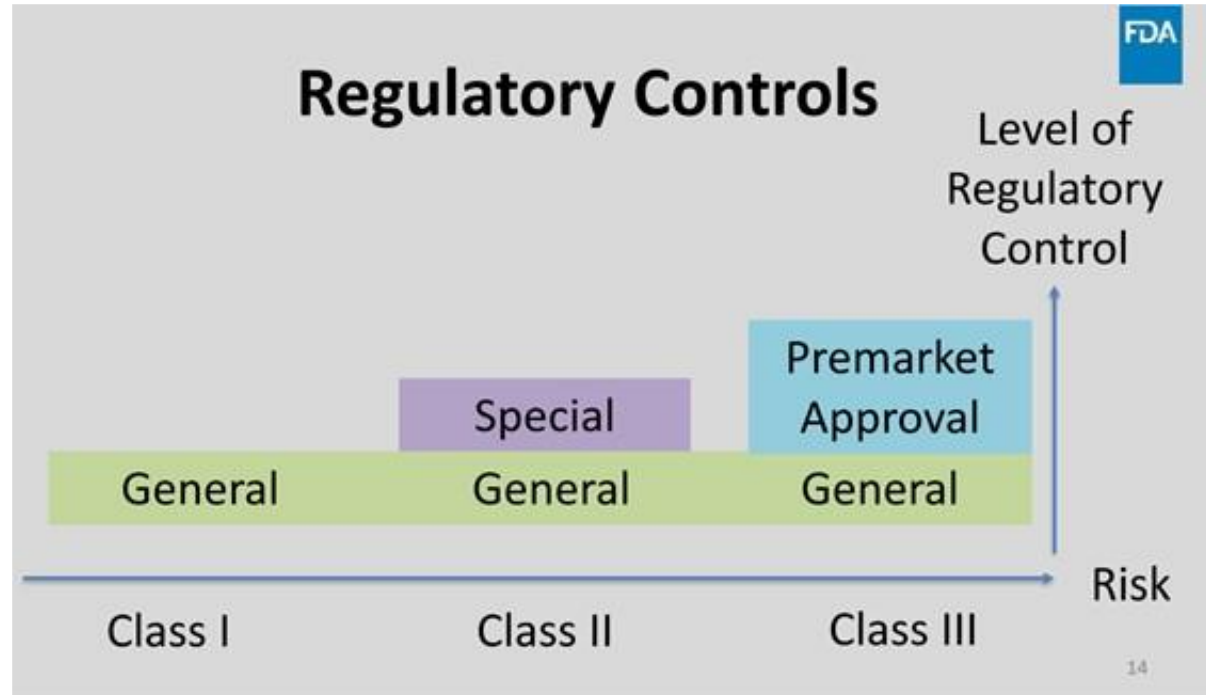 FDA
Regulatory Controls
Level of
Regulatory
Control
Premarket
Approval
Special
General
General
General
Risk
Class I
Class II
Class III
14